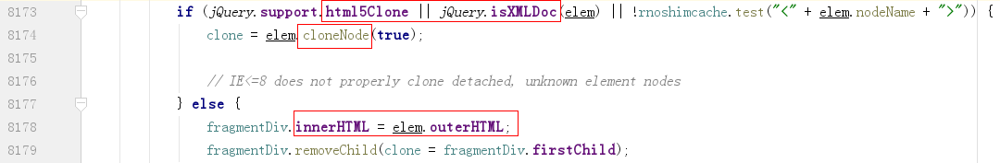 8173 if (jQuery.support.html5Clone || jQuery.isXMLDoc(elem) || !rnoshimcache.test("<" + elem.nodeName + ">")) {
8174 clone = elem.cloneNode(true);
8175
8176 // IE<=8 does not properly clone detached, unknown element nodes
8177 } else {
8178 fragmentDiv.innerHTML = elem.outerHTML;
8179 fragmentDiv.removeChild(clone = fragmentDiv.firstChild);